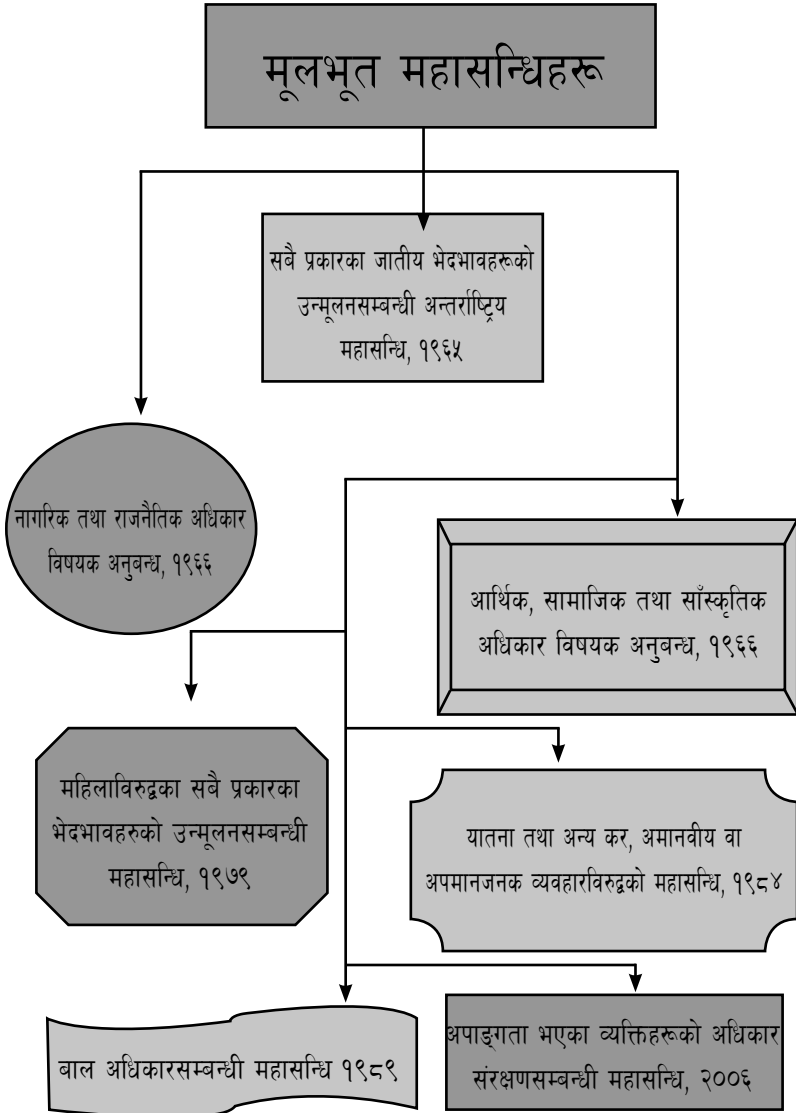 मूलभूत महासन्धिहरू
सबै प्रकारका जातीय भेदभावहरूको
उन्मूलनसम्बन्धी अन्तर्राष्ट्रिय
महासन्धि, १९६५
नागरिक तथा राजनैतिक अधिकार
विषयक अनुबन्ध, १९६६
आर्थिक, सामाजिक तथा साँस्कृतिक
अधिकार विषयक अनुबन्ध, १९६६
महिलाविरुद्धका सबै प्रकारका
भेदभावहरुको उन्मूलनसम्बन्धी
महासन्धि, १९७९
यातना तथा अन्य कर, अमानवीय वा
अपमानजनक व्यवहारविरुद्धको महासन्धि, १९८४
बाल अधिकारसम्बन्धी महासन्धि १९८९
अपाङ्गता भएका व्यक्तिहरूको अधिकार
संरक्षणसम्बन्धी महासन्धि, २००६